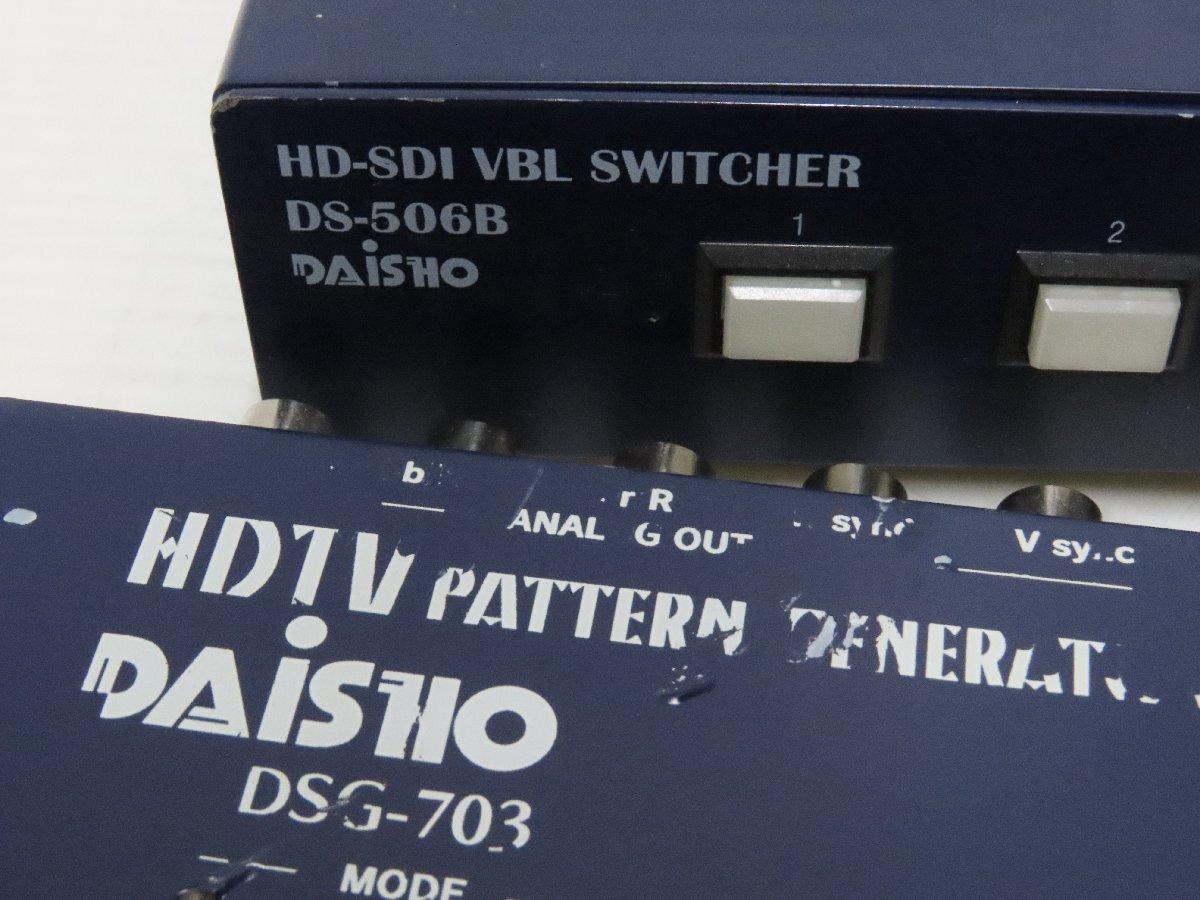 HD-SDI VBL SWITCHER
DS-506B
DAiSHO
1
2
b
r R
ANAL G OUT
V sy..c
HDTV PATTERN
DAiSHO
DSG-703
MODE